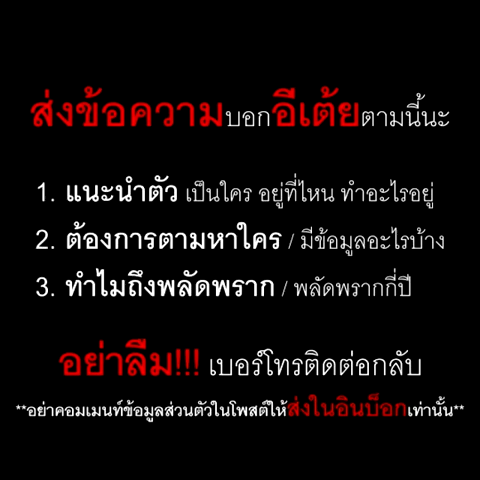 ส่งข้อความบอกอีเต้ยตามนี้นะ
1. แนะนำตัว เป็นใคร อยู่ที่ไหน ทำอะไรอยู่
2. ต้องการตามหาใคร / มีข้อมูลอะไรบ้าง
3. ทำไมถึงพลัดพราก / พลัดพรากกี่ปี
อย่าลืม!!! เบอร์โทรติดต่อกลับ
**อย่าคอมเมนท์ข้อมูลส่วนตัวในโพสต์ให้ส่งในอินบ็อกเท่านั้น**